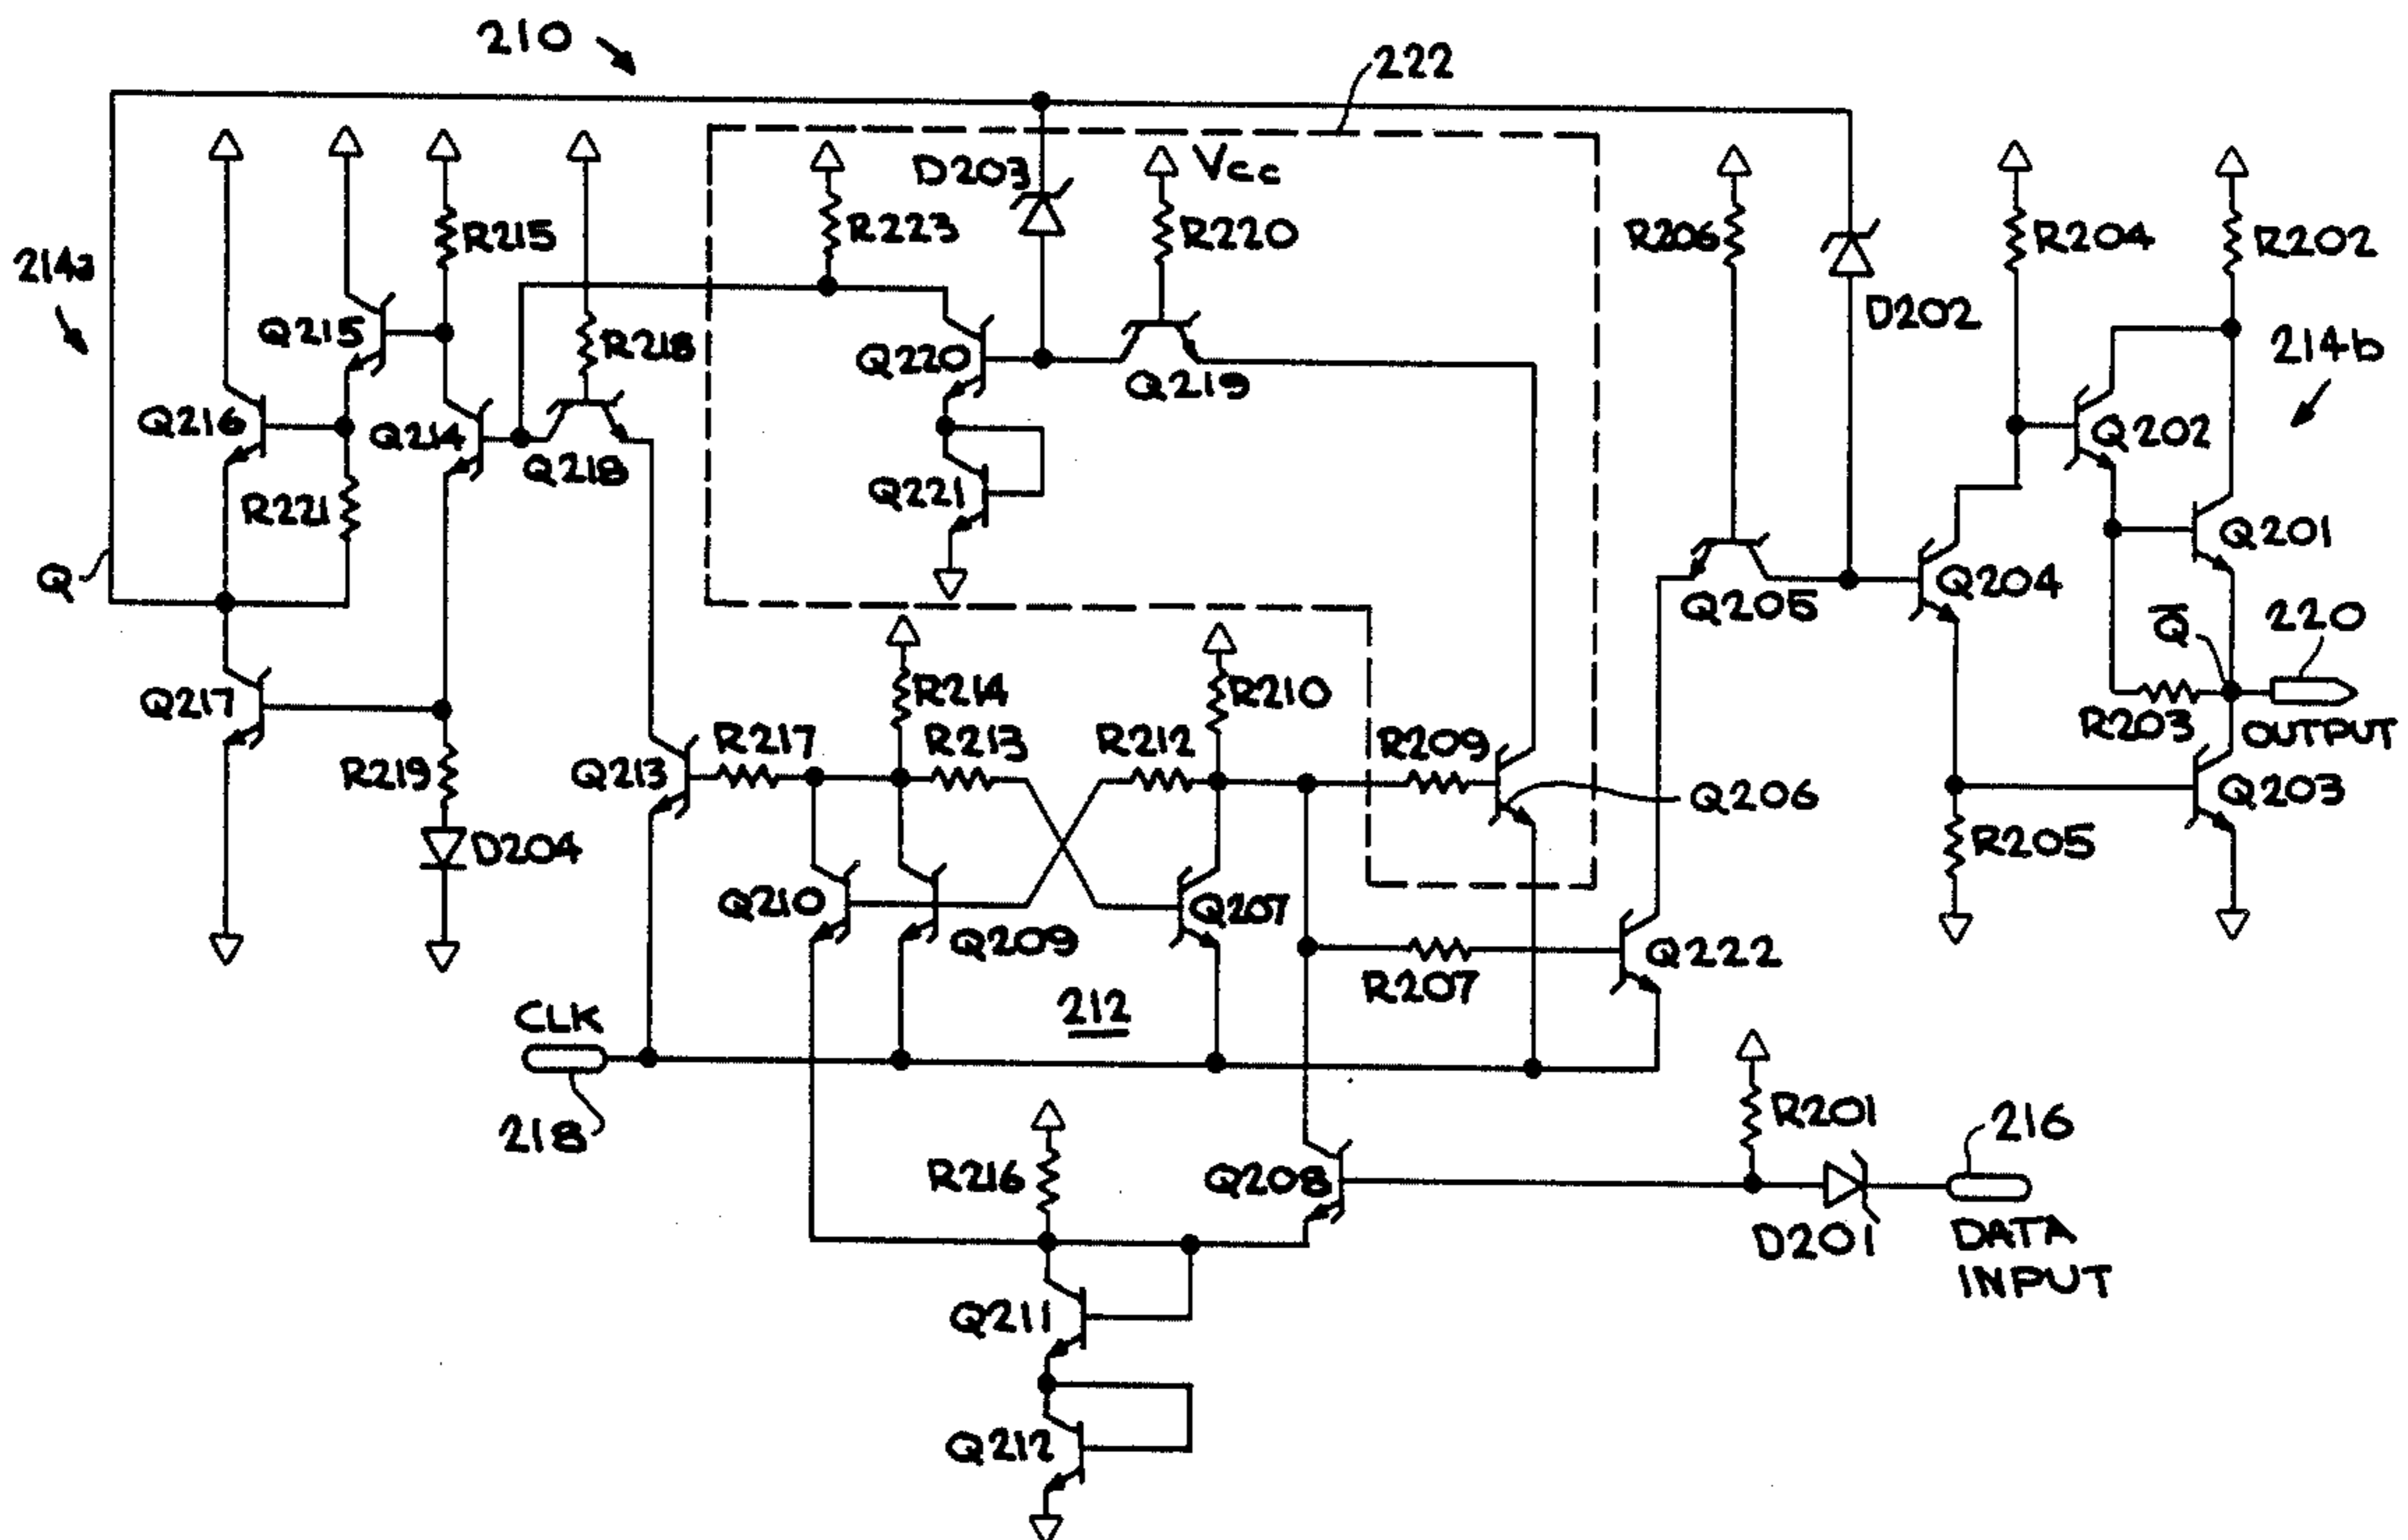 210
222
D203
Vcc
R215
R223
R220
R206
R204
R202
214a
Q215
R218
Q220
D202
214b
Q219
Q216
Q214
Q202
Q218
R221
Q221
Q201
Q
Q205
Q204
Q̅
220
Q217
R214
R210
R217
R213
R212
R209
R203
OUTPUT
R219
Q213
Q206
Q203
D204
R205
Q210
Q207
Q209
Q222
R207
CLK
212
218
R201
216
R216
Q208
D201
DATA
INPUT
Q211
Q212